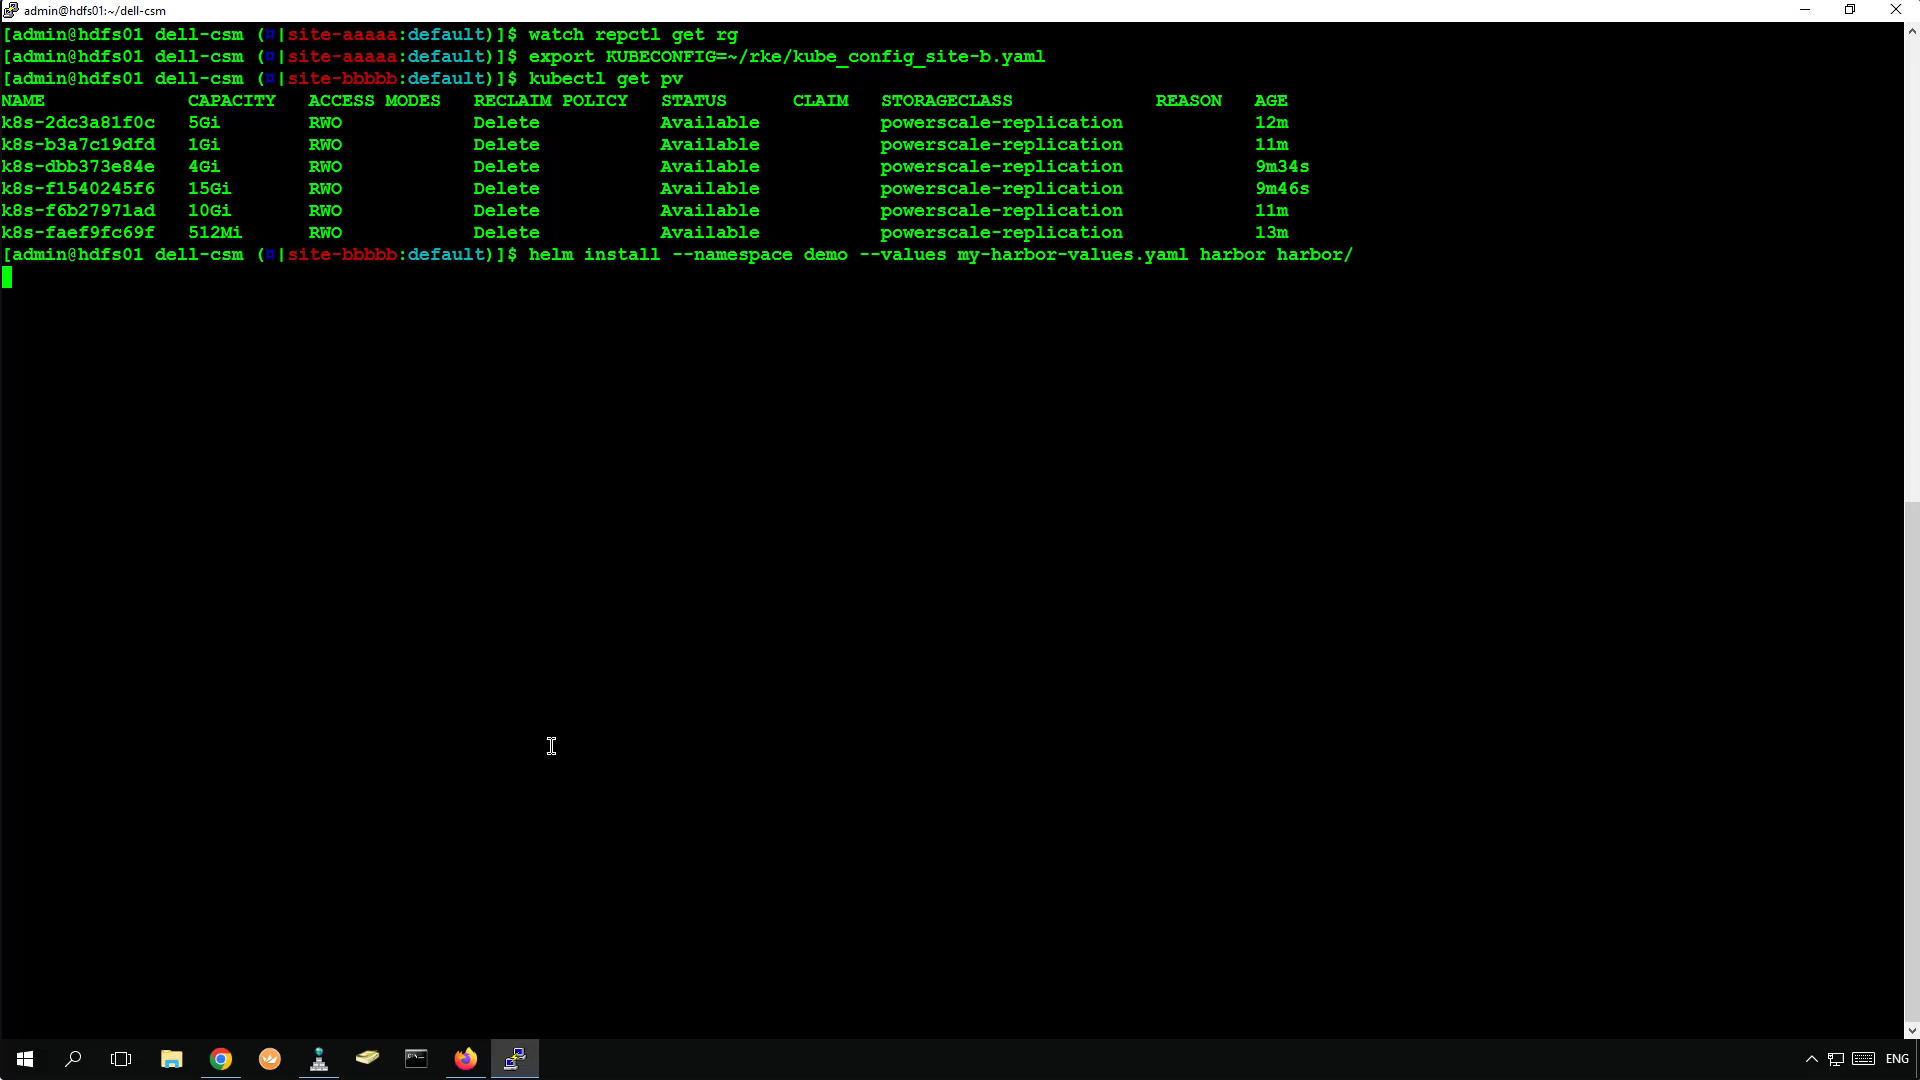 admin@hdfs01:~/dell-csm
[admin@hdfs01 dell-csm (¤|site-aaaaa:default)]$ watch repctl get rg
[admin@hdfs01 dell-csm (¤|site-aaaaa:default)]$ export KUBECONFIG=~/rke/kube_config_site-b.yaml
[admin@hdfs01 dell-csm (¤|site-bbbbb:default)]$ kubectl get pv
NAME CAPACITY ACCESS MODES RECLAIM POLICY STATUS CLAIM STORAGECLASS REASON AGE
k8s-2dc3a81f0c 5Gi RWO Delete Available powerscale-replication 12m
k8s-b3a7c19dfd 1Gi RWO Delete Available powerscale-replication 11m
k8s-dbb373e84e 4Gi RWO Delete Available powerscale-replication 9m34s
k8s-f1540245f6 15Gi RWO Delete Available powerscale-replication 9m46s
k8s-f6b27971ad 10Gi RWO Delete Available powerscale-replication 11m
k8s-faef9fc69f 512Mi RWO Delete Available powerscale-replication 13m
[admin@hdfs01 dell-csm (¤|site-bbbbb:default)]$ helm install --namespace demo --values my-harbor-values.yaml harbor harbor/
ENG